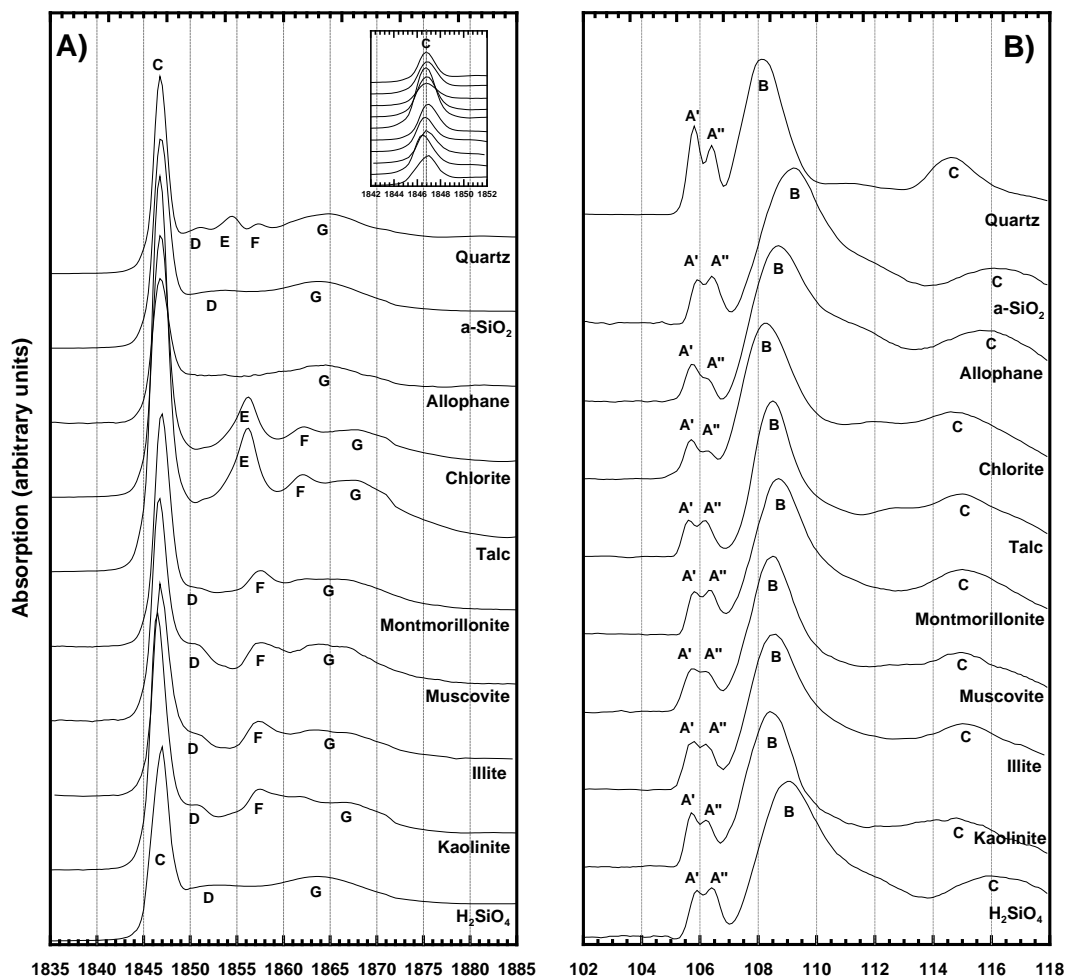 A)
C
C
1842 1844 1846 1848 1850 1852
D E F G
Quartz
D G
a-SiO2
G
Allophane
E F G
Chlorite
E F G
Talc
D F G
Montmorillonite
D F G
Muscovite
D F G
Illite
D F G
Kaolinite
C D G
H2SiO4
Absorption (arbitrary units)
1835 1840 1845 1850 1855 1860 1865 1870 1875 1880 1885
B)
A' A" B C
Quartz
A' A" B C
a-SiO2
A' A" B C
Allophane
A' A" B C
Chlorite
A' A" B C
Talc
A' A" B C
Montmorillonite
A' A" B C
Muscovite
A' A" B C
Illite
A' A" B C
Kaolinite
A' A" B C
H2SiO4
102 104 106 108 110 112 114 116 118